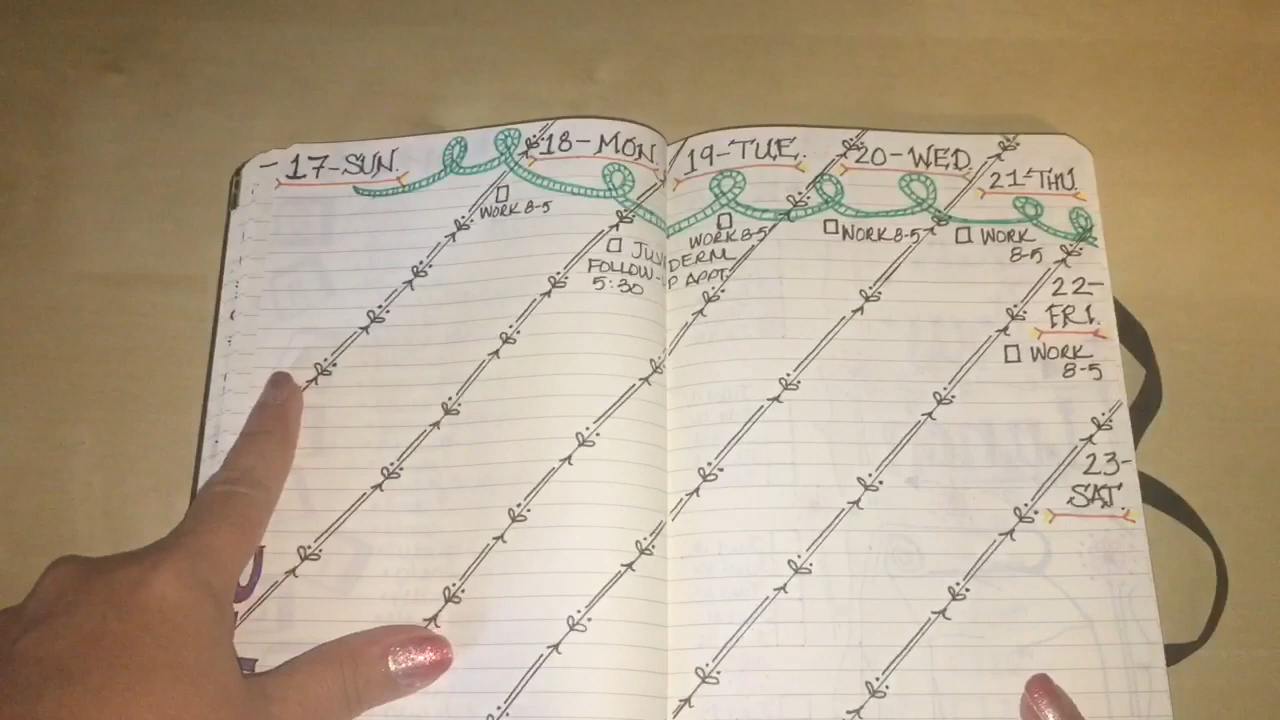 17-SUN.
18-MON.
WORK 8-5
FOLLOW-
5:30
19-TUE.
WORK 8-5
DERM
P APPT
20-WED.
WORK 8-5
21-THU.
WORK
8-5
22-
FRI.
WORK
8-5
23-
SAT.